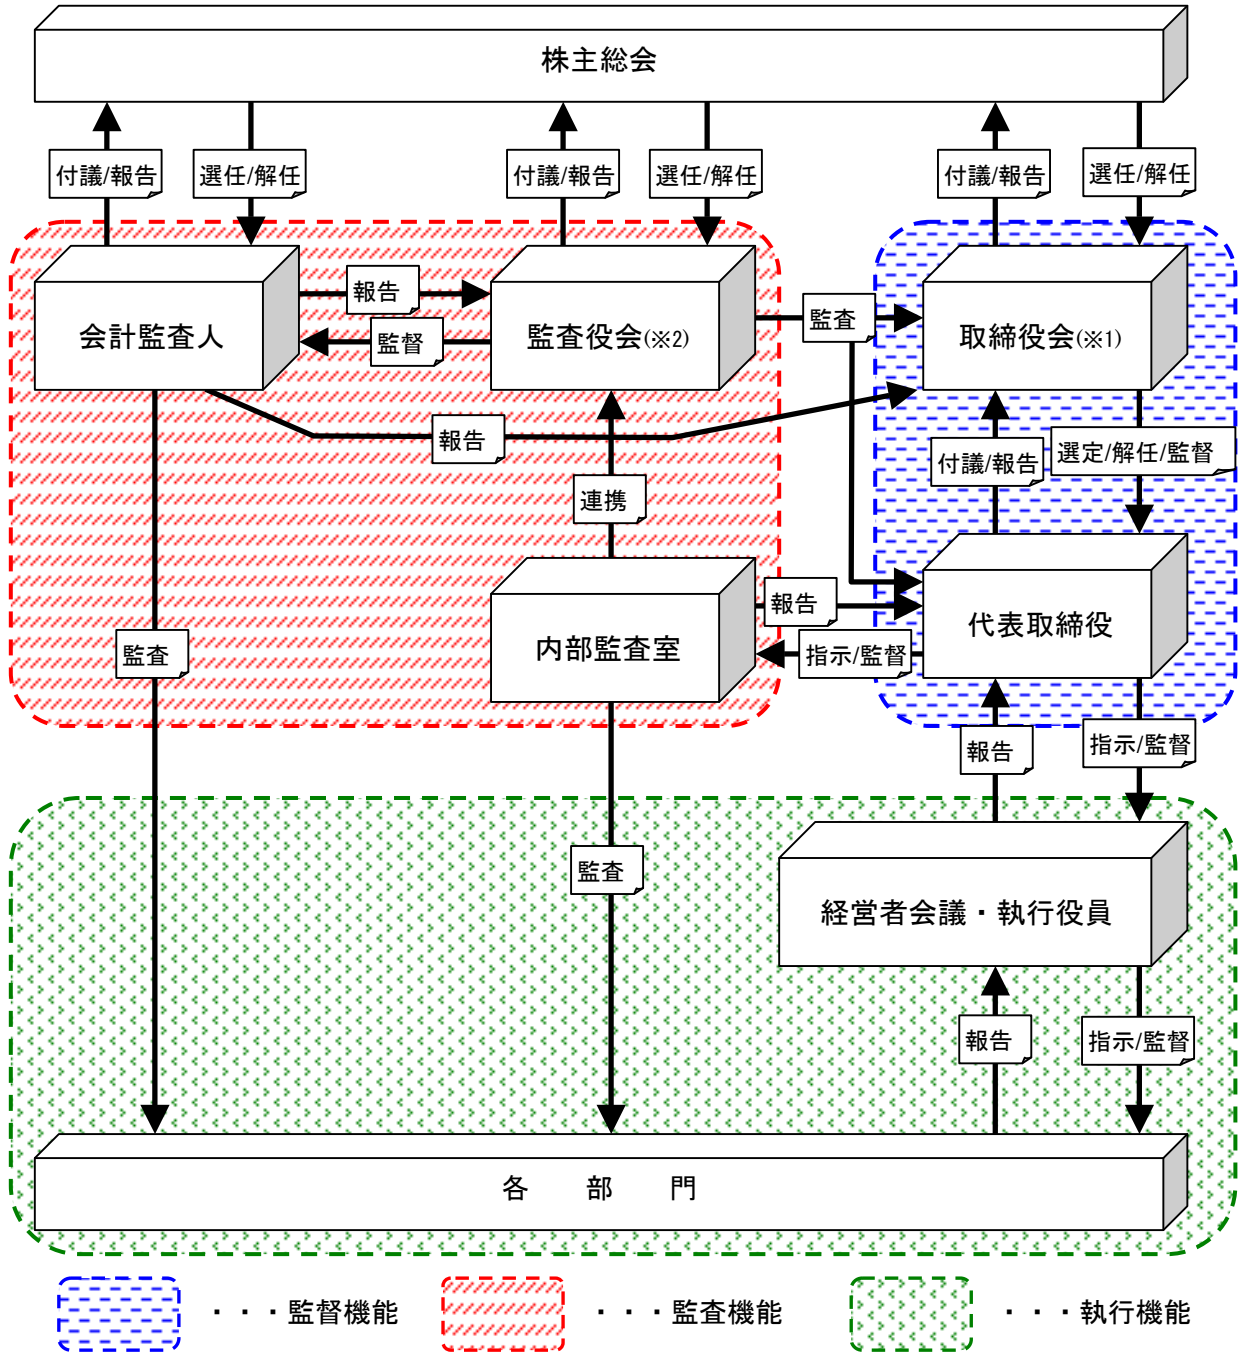 株主総会
付議/報告
選任/解任
付議/報告
選任/解任
付議/報告
選任/解任
会計監査人
報告
監督
監査役会(※2)
監査
取締役会(※1)
報告
付議/報告
選定/解任/監督
連携
内部監査室
報告
指示/監督
代表取締役
監査
報告
指示/監督
監査
経営者会議・執行役員
報告
指示/監督
各　部　門
・・・監督機能
・・・監査機能
・・・執行機能